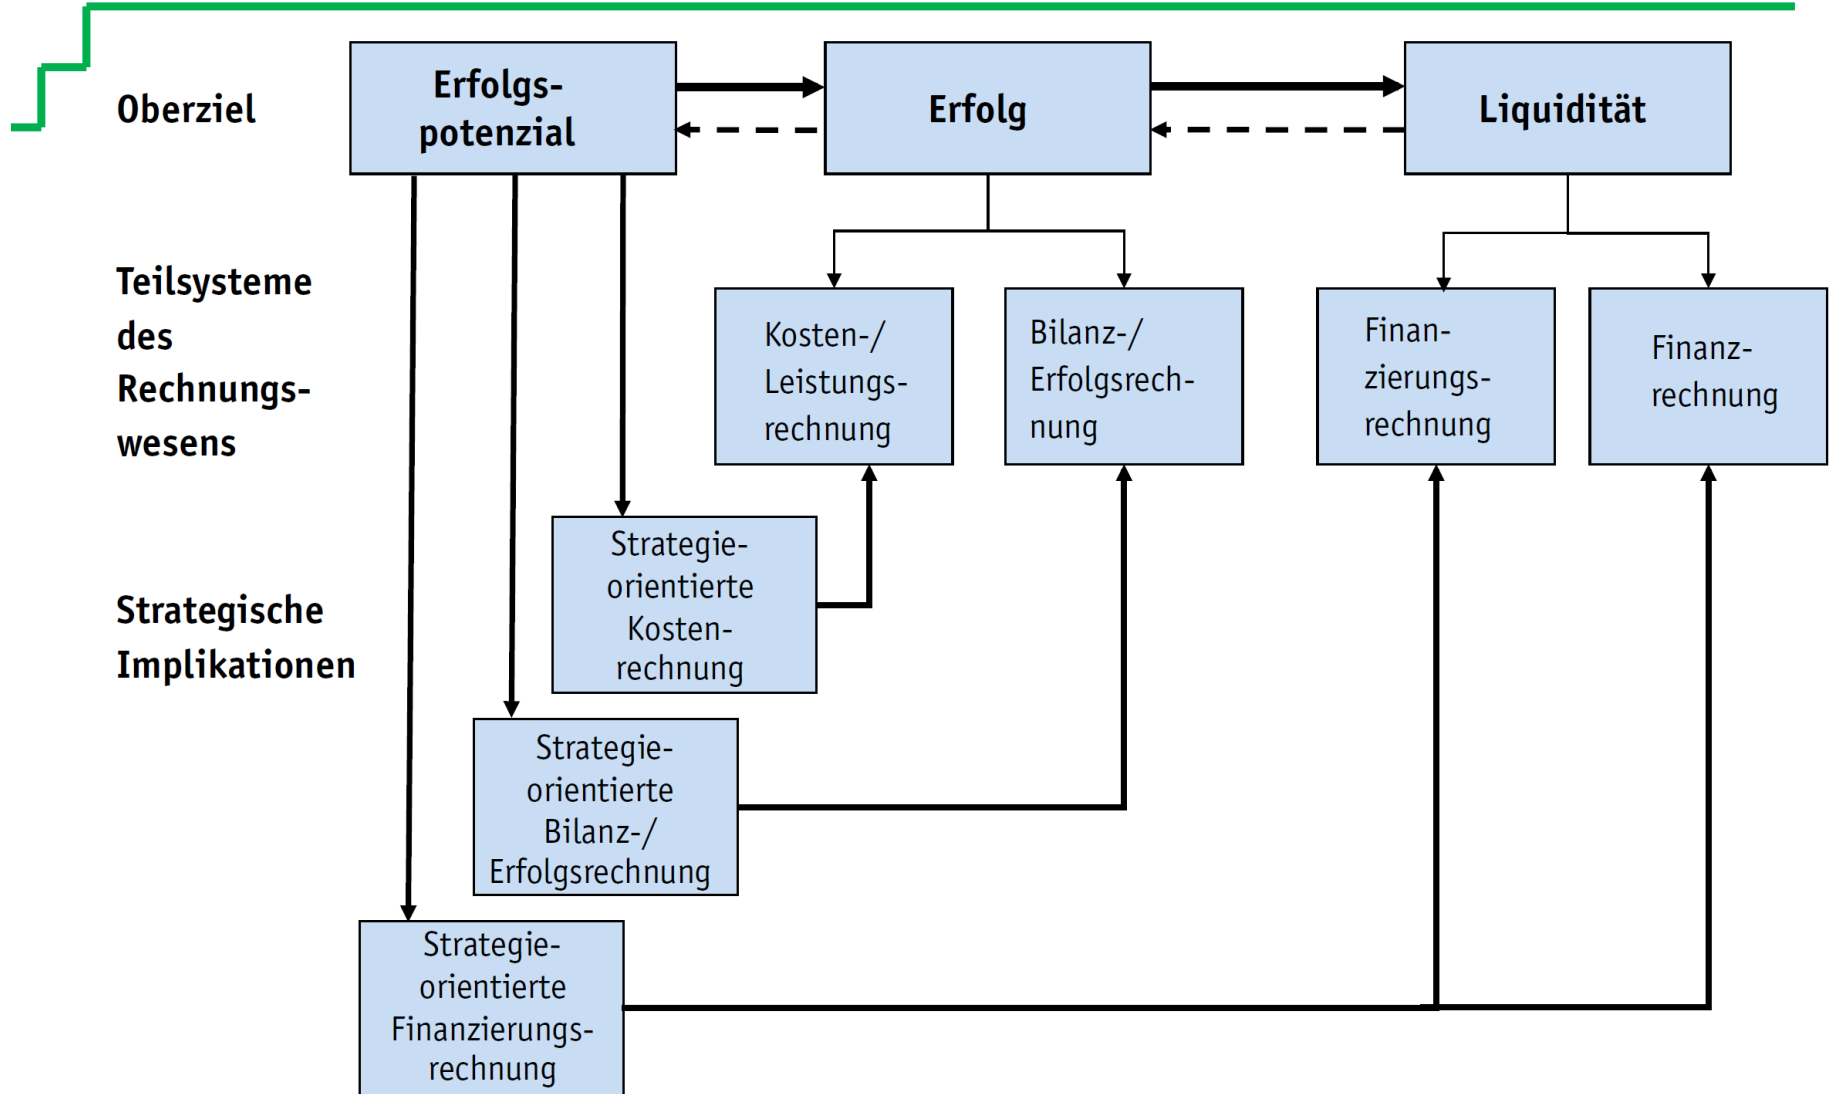 Oberziel
Erfolgs-
potenzial
Erfolg
Liquidität
Teilsysteme
des
Rechnungs-
wesens
Kosten-/
Leistungs-
rechnung
Bilanz-/
Erfolgsrech-
nung
Finan-
zierungs-
rechnung
Finanz-
rechnung
Strategische
Implikationen
Strategie-
orientierte
Kosten-
rechnung
Strategie-
orientierte
Bilanz-/
Erfolgsrechnung
Strategie-
orientierte
Finanzierungs-
rechnung